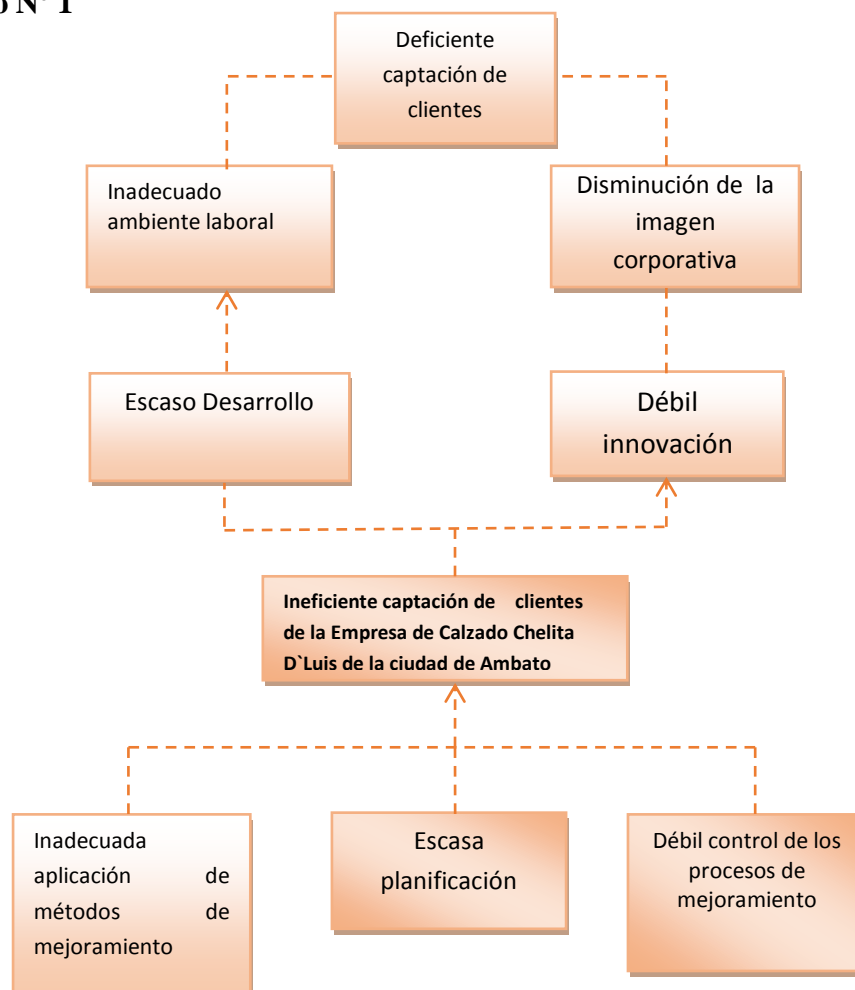 o N° 1
Deficiente
captación de
clientes
Inadecuado
ambiente laboral
Disminución de la
imagen
corporativa
Escaso Desarrollo
Débil
innovación
Ineficiente captación de clientes
de la Empresa de Calzado Chelita
D`Luis de la ciudad de Ambato
Inadecuada
aplicación de
métodos de
mejoramiento
Escasa
planificación
Débil control de los
procesos de
mejoramiento